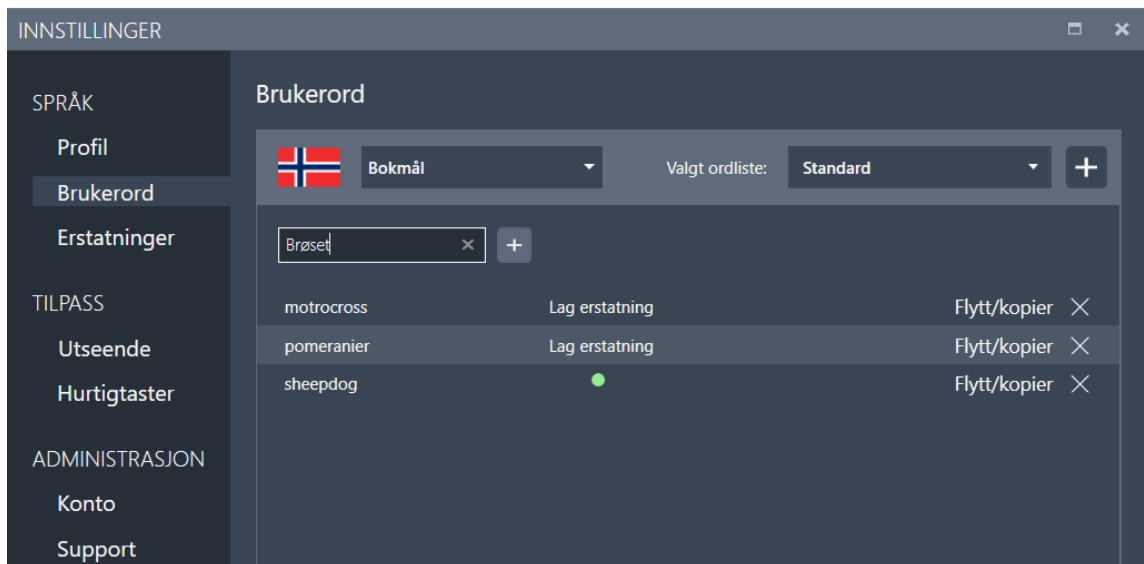 INNSTILLINGER
SPRÅK
Profil
Brukerord
Erstatninger
TILPASS
Utseende
Hurtigtaster
ADMINISTRASJON
Konto
Support
Brukerord
Bokmål Valgt ordliste: Standard
Brøset
motrocross Lag erstatning Flytt/kopier
pomeranier Lag erstatning Flytt/kopier
sheepdog Flytt/kopier